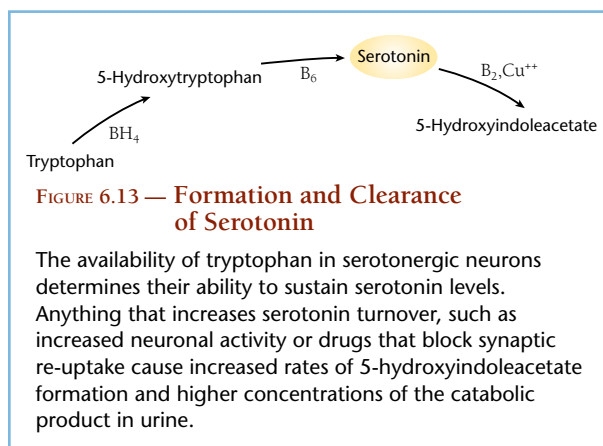 Serotonin
5-Hydroxytryptophan
B₆
B₂,Cu⁺⁺
5-Hydroxyindoleacetate
BH₄
Tryptophan
FIGURE 6.13 — Formation and Clearance
of Serotonin
The availability of tryptophan in serotonergic neurons
determines their ability to sustain serotonin levels.
Anything that increases serotonin turnover, such as
increased neuronal activity or drugs that block synaptic
re-uptake cause increased rates of 5-hydroxyindoleacetate
formation and higher concentrations of the catabolic
product in urine.